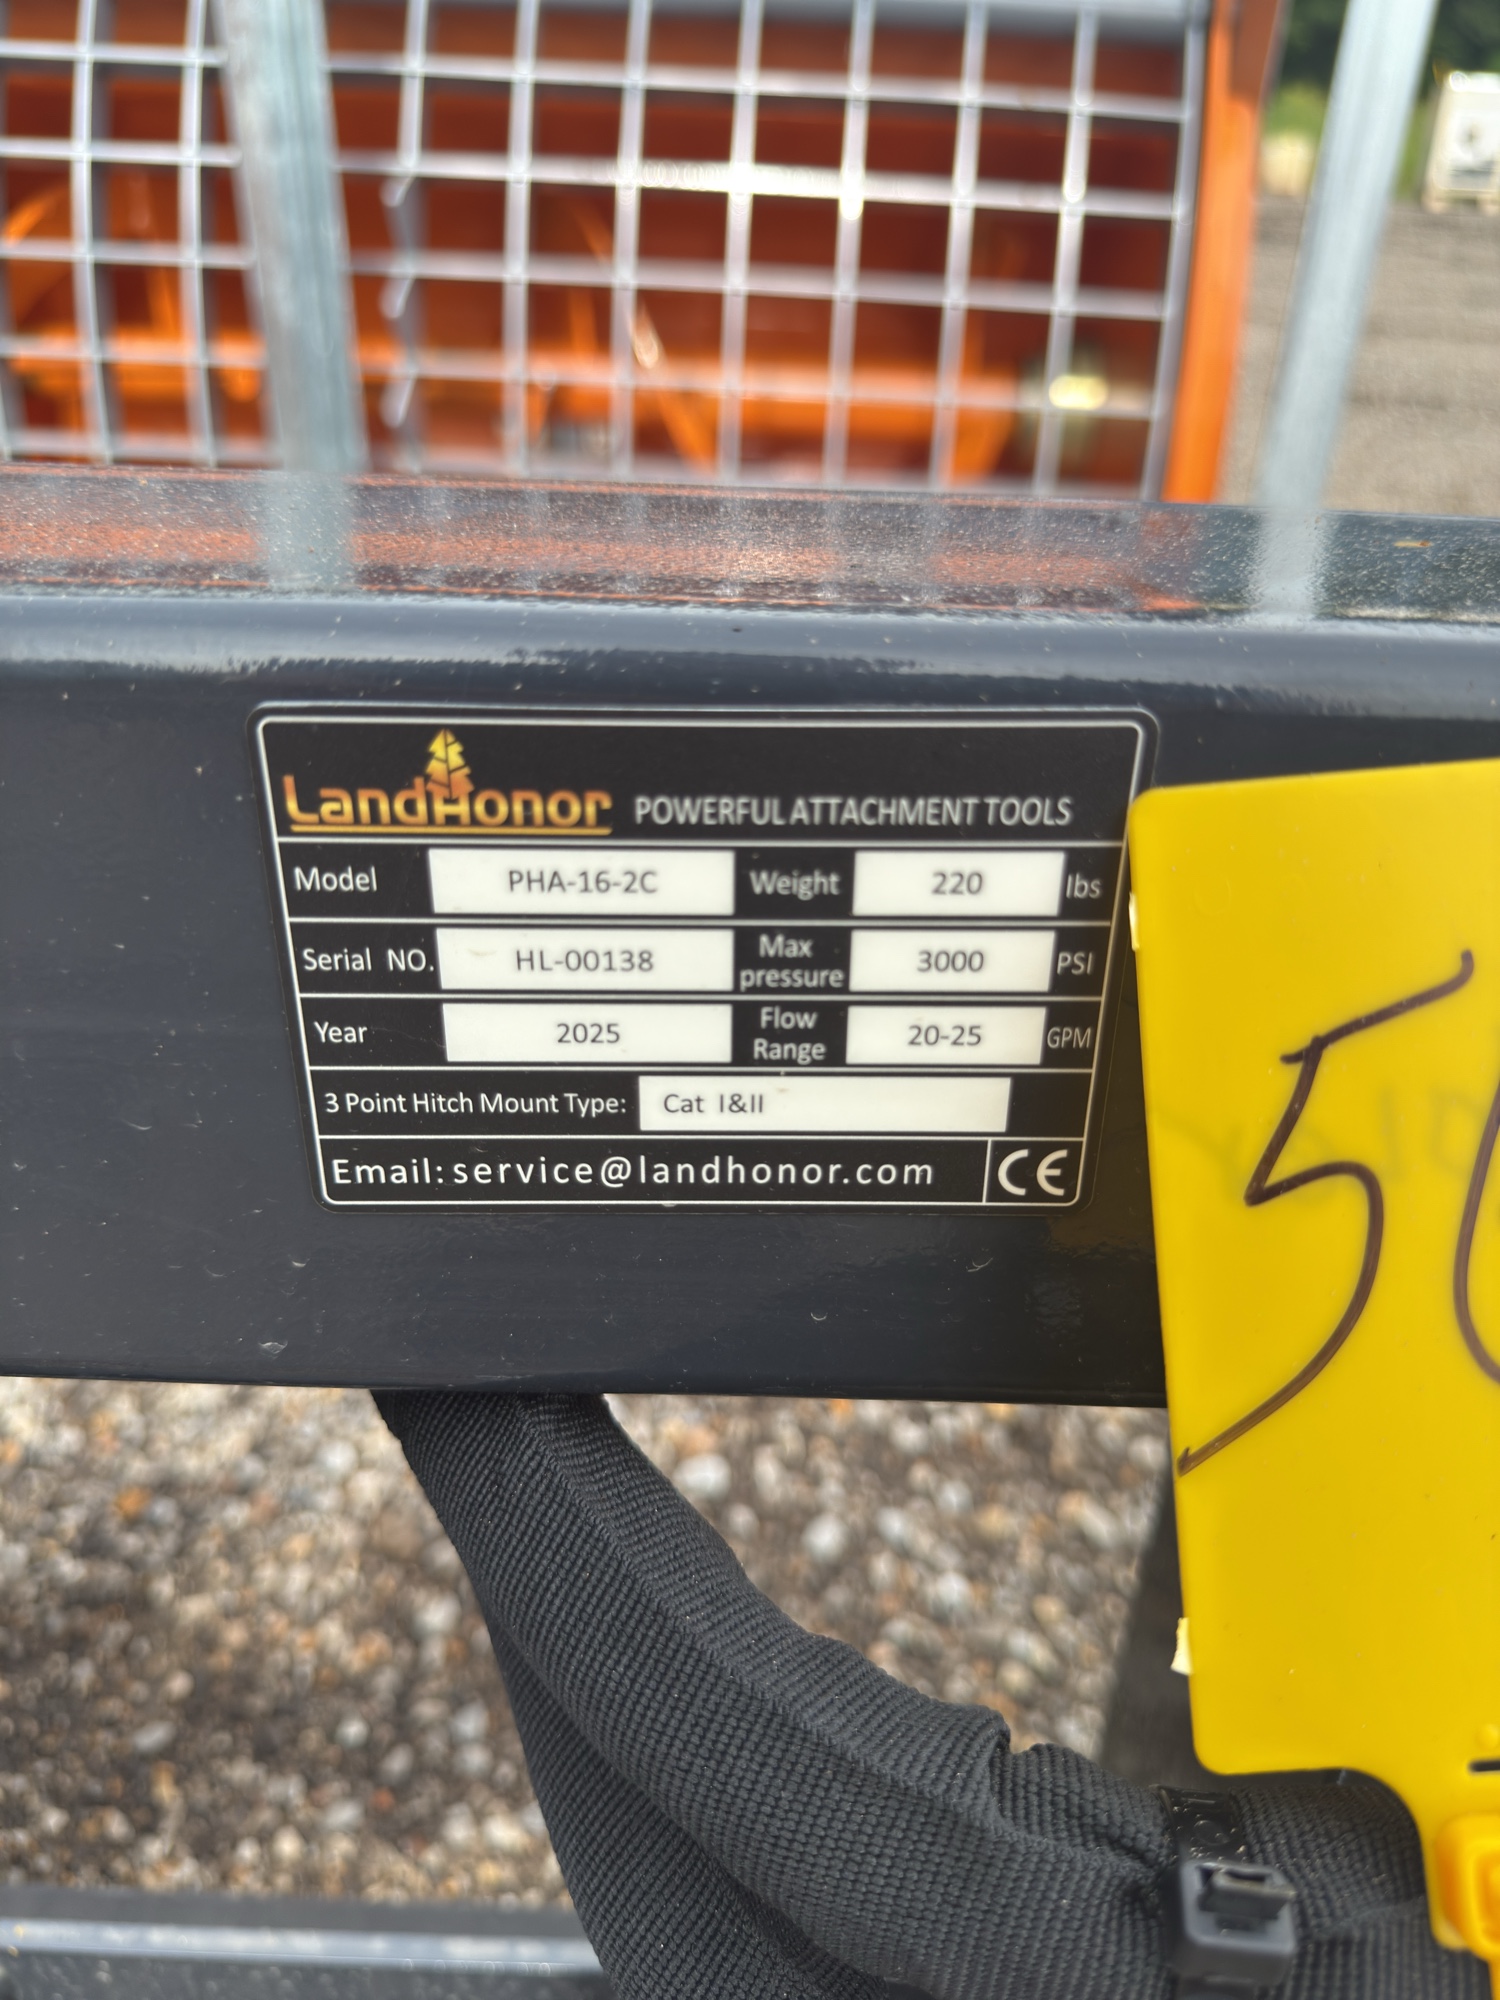 LandHonor POWERFUL ATTACHMENT TOOLS
Model PHA-16-2C Weight 220 lbs
Serial NO. HL-00138 Max pressure 3000 PSI
Year 2025 Flow Range 20-25 GPM
3 Point Hitch Mount Type: Cat I&II
Email: service@landhonor.com CE
5